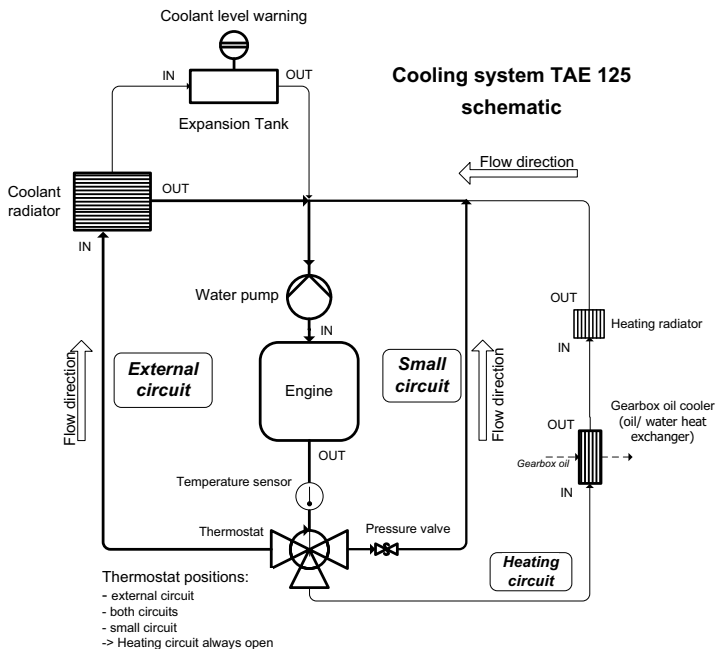 Coolant level warning
IN
OUT
Expansion Tank
Cooling system TAE 125
schematic
Flow direction
Coolant
radiator
OUT
IN
Water pump
IN
OUT
Heating radiator
IN
External
circuit
Small
circuit
Flow direction
Flow direction
Engine
OUT
OUT
Gearbox oil cooler
(oil/ water heat
exchanger)
Gearbox oil
IN
Temperature sensor
Thermostat
Pressure valve
Heating
circuit
Thermostat positions:
- external circuit
- both circuits
- small circuit
-> Heating circuit always open